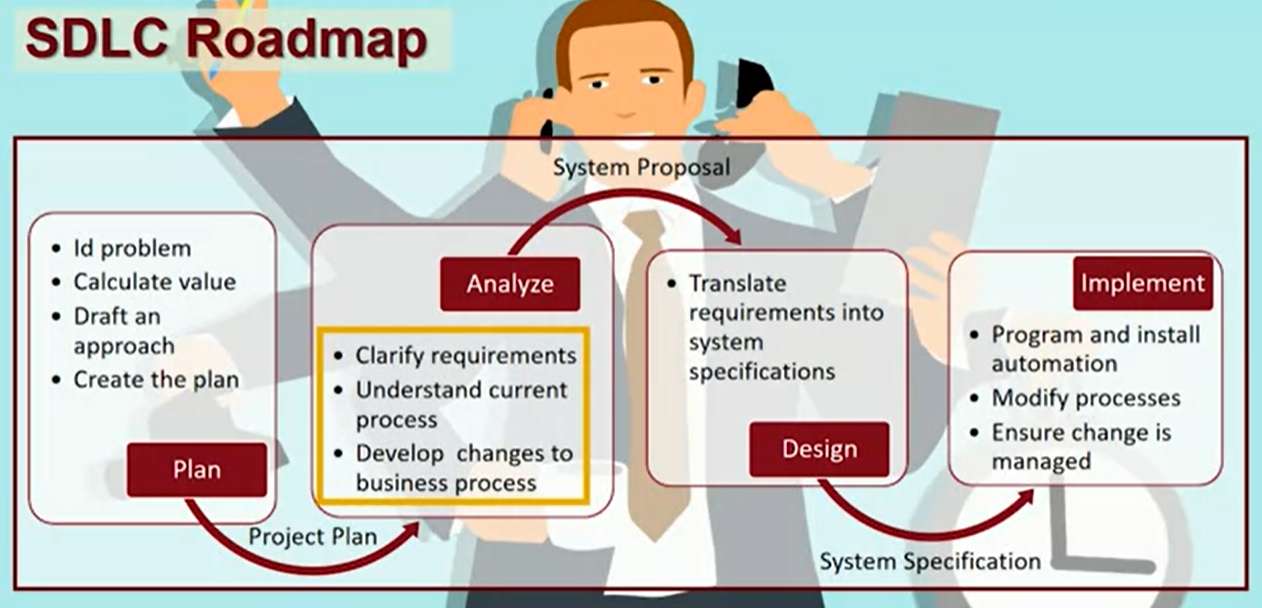 SDLC Roadmap
• Id problem
• Calculate value
• Draft an
approach
• Create the plan
Plan
Project Plan
Analyze
• Clarify requirements
• Understand current
process
• Develop changes to
business process
System Proposal
• Translate
requirements into
system
specifications
Design
System Specification
Implement
• Program and install
automation
• Modify processes
• Ensure change is
managed